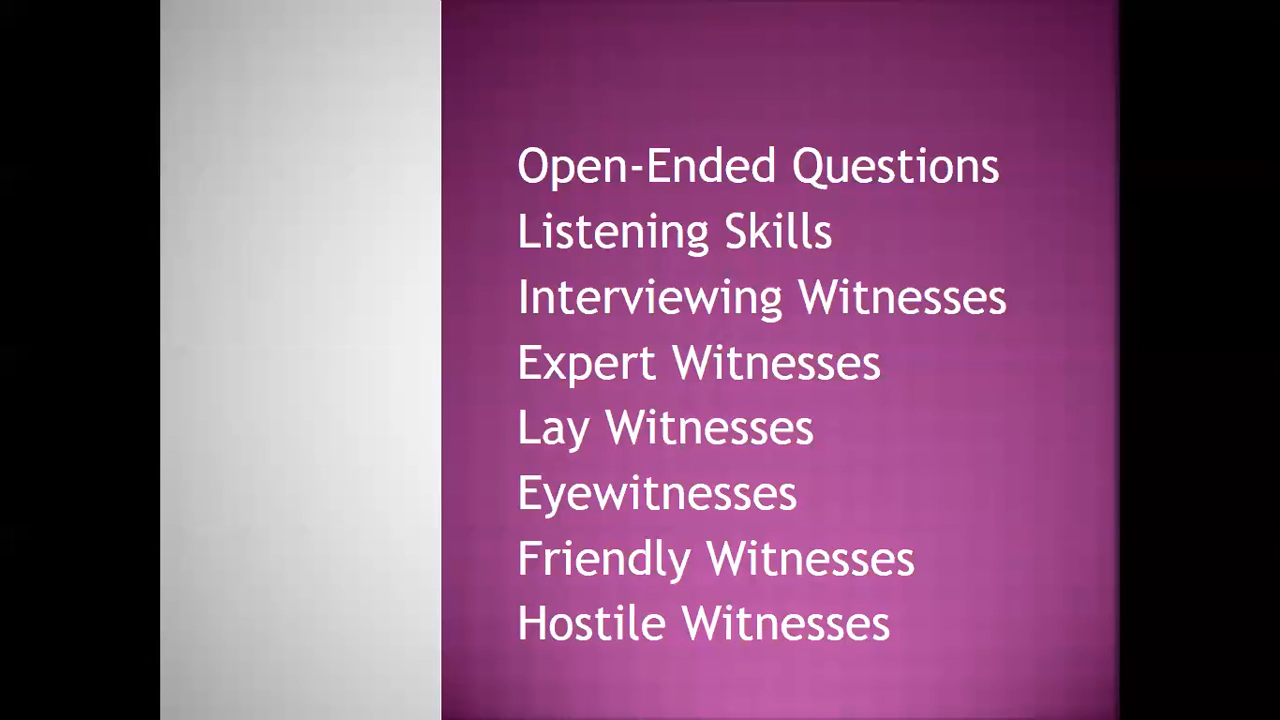 Open-Ended Questions
Listening Skills
Interviewing Witnesses
Expert Witnesses
Lay Witnesses
Eyewitnesses
Friendly Witnesses
Hostile Witnesses